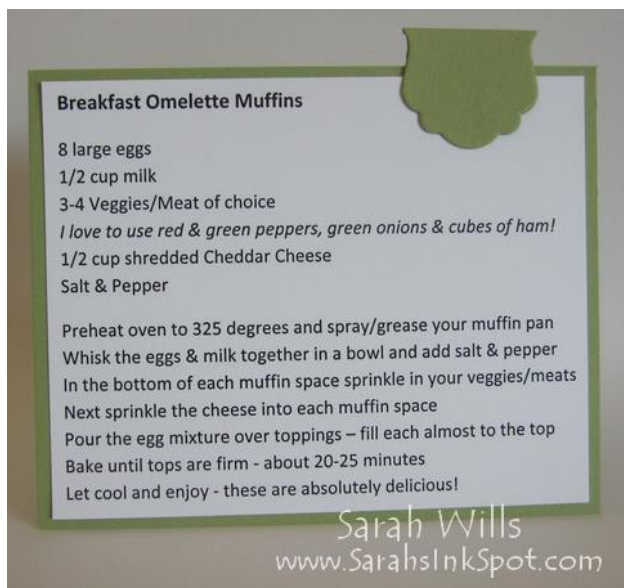 Breakfast Omelette Muffins
8 large eggs
1/2 cup milk
3-4 Veggies/Meat of choice
I love to use red & green peppers, green onions & cubes of ham!
1/2 cup shredded Cheddar Cheese
Salt & Pepper
Preheat oven to 325 degrees and spray/grease your muffin pan
Whisk the eggs & milk together in a bowl and add salt & pepper
In the bottom of each muffin space sprinkle in your veggies/meats
Next sprinkle the cheese into each muffin space
Pour the egg mixture over toppings – fill each almost to the top
Bake until tops are firm - about 20-25 minutes
Let cool and enjoy - these are absolutely delicious!
Sarah Wills
www.SarahsInkSpot.com